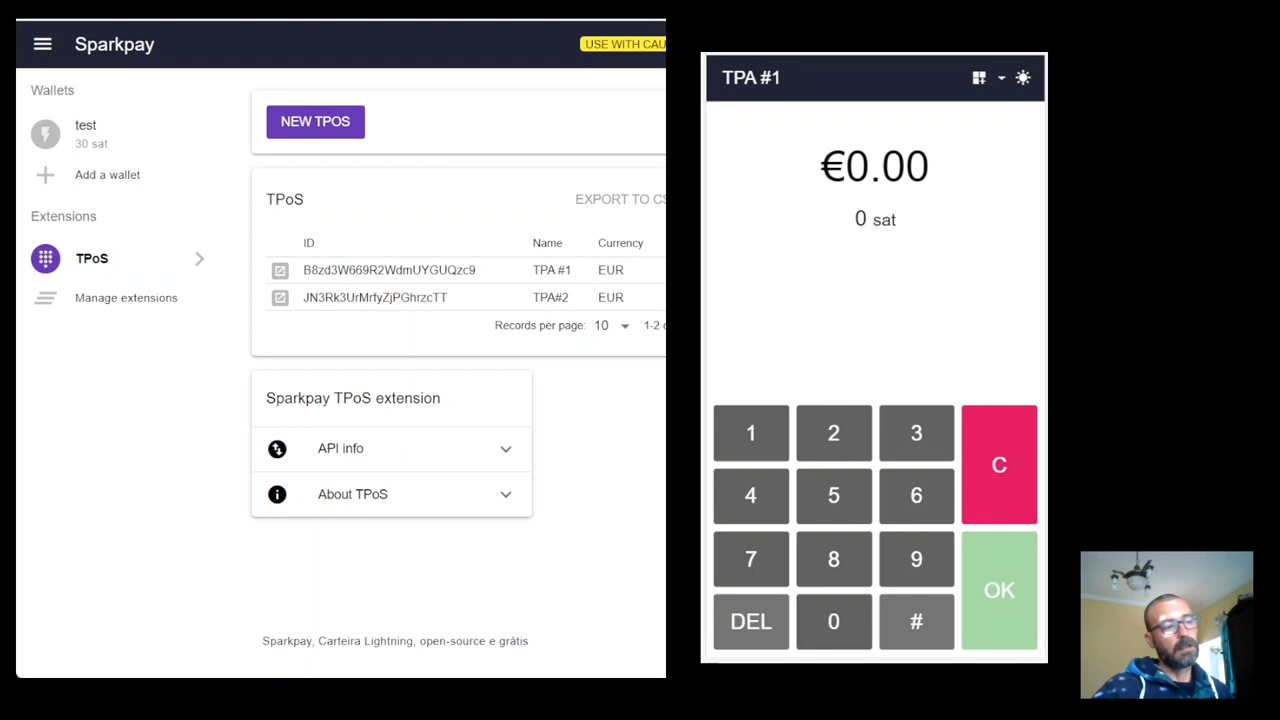 Sparkpay
USE WITH CAU
Wallets
test
30 sat
Add a wallet
Extensions
TPoS
Manage extensions
NEW TPOS
TPoS
EXPORT TO CS
ID Name Currency
B8zd3W669R2WdmUYGUQzc9 TPA #1 EUR
JN3Rk3UrMrfyZjPGhrzcTT TPA#2 EUR
Records per page: 10 1-2 o
Sparkpay TPoS extension
API info
About TPoS
Sparkpay, Carteira Lightning, open-source e grátis
TPA #1
€0.00
0 sat
1 2 3 C
4 5 6
7 8 9 OK
DEL 0 #